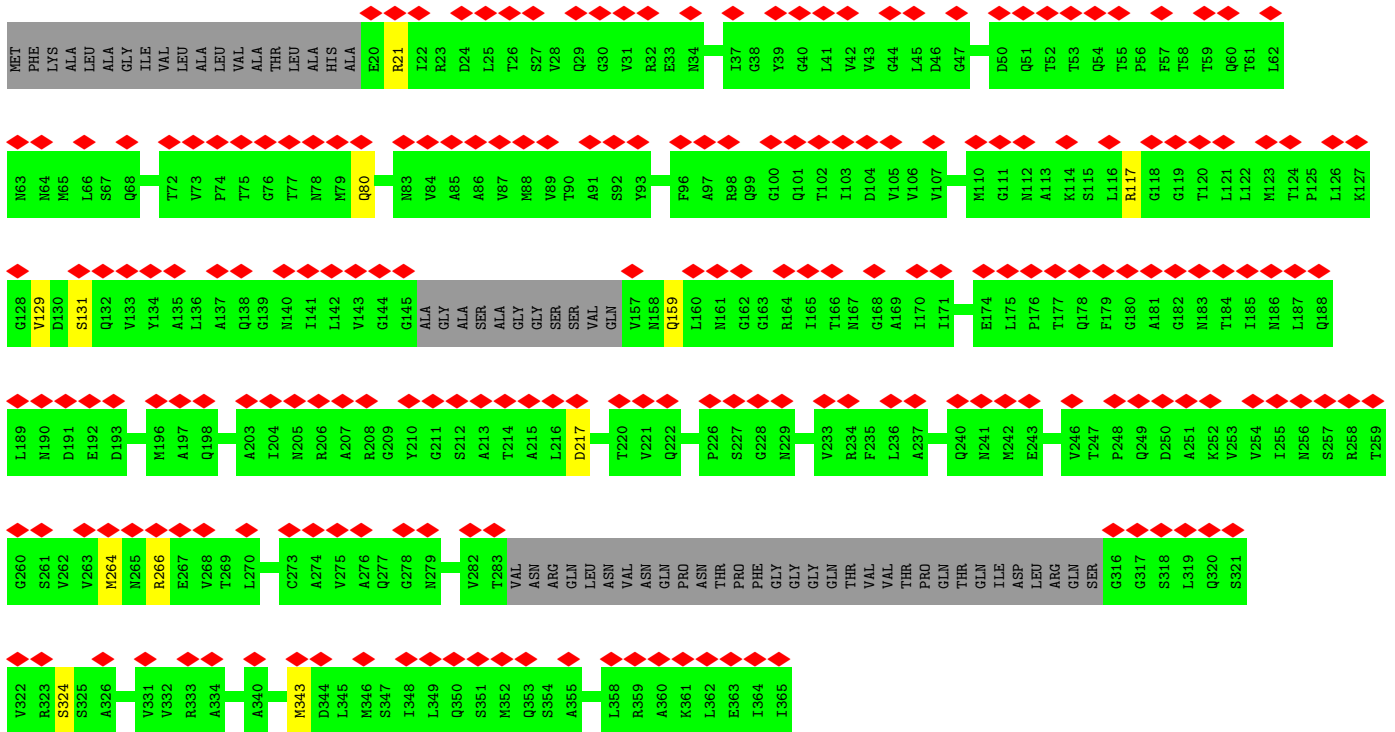 MET PHE LYS ALA LEU ALA GLY ILE VAL LEU ALA LEU VAL ALA THR LEU ALA HIS ALA E20 R21 I22 R23 D24 L25 T26 S27 V28 Q29 G30 V31 R32 E33 N34 I37 G38 Y39 G40 L41 V42 V43 G44 L45 D46 G47 D50 Q51 T52 T53 Q54 T55 P56 F57 T58 T59 Q60 T61 L62
N63 N64 M65 L66 S67 Q68 T72 V73 P74 T75 G76 T77 N78 M79 Q80 N83 V84 A85 A86 V87 M88 V89 T90 A91 S92 Y93 F96 A97 R98 Q99 G100 Q101 T102 I103 D104 V105 V106 V107 M110 G111 N112 A113 K114 S115 L116 R117 G118 G119 T120 L121 L122 M123 T124 P125 L126 K127
G128 V129 D130 S131 Q132 V133 Y134 A135 L136 A137 Q138 G139 N140 I141 L142 V143 G144 G145 ALA GLY ALA SER ALA GLY GLY SER SER VAL GLN V157 N158 Q159 L160 N161 G162 G163 R164 I165 T166 N167 G168 A169 I170 I171 E174 L175 P176 T177 Q178 F179 G180 A181 G182 N183 T184 I185 N186 L187 Q188
L189 N190 D191 E192 D193 M196 A197 Q198 A203 I204 N205 R206 A207 R208 G209 Y210 G211 S212 A213 T214 A215 L216 D217 T220 V221 Q222 P226 S227 G228 N229 V233 R234 F235 L236 A237 Q240 N241 M242 E243 V246 T247 P248 Q249 D250 A251 K252 V253 V254 I255 N256 S257 R258 T259
G260 S261 V262 V263 M264 N265 R266 E267 V268 T269 L270 C273 A274 V275 A276 Q277 G278 N279 V282 T283 VAL ASN ARG GLN LEU ASN VAL ASN GLN PRO ASN THR PRO PHE GLY GLY GLY GLN THR VAL VAL THR PRO GLN THR GLN ILE ASP LEU ARG GLN SER G316 G317 S318 L319 Q320 S321
V322 R323 S324 S325 A326 V331 V332 R333 A334 A340 M343 D344 L345 M346 S347 I348 L349 Q350 S351 M352 Q353 S354 A355 L358 R359 A360 K361 L362 E363 I364 I365